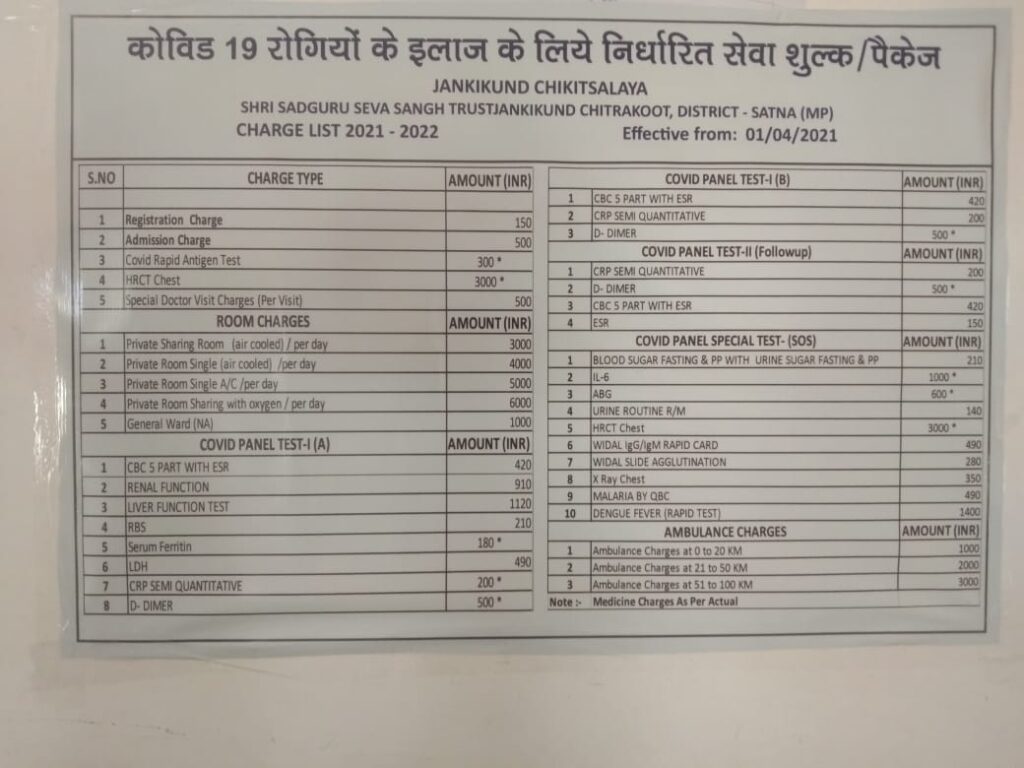 कोविड 19 रोगियों के इलाज के लिये निर्धारित सेवा शुल्क/पैकेज
JANKIKUND CHIKITSALAYA
SHRI SADGURU SEVA SANGH TRUSTJANKIKUND CHITRAKOOT, DISTRICT - SATNA (MP)
CHARGE LIST 2021 - 2022 Effective from: 01/04/2021
S.NO CHARGE TYPE AMOUNT (INR)
1 Registration Charge 150
2 Admission Charge 500
3 Covid Rapid Antigen Test 300 *
4 HRCT Chest 3000 *
5 Special Doctor Visit Charges (Per Visit) 500
ROOM CHARGES AMOUNT (INR)
1 Private Sharing Room (air cooled) / per day 3000
2 Private Room Single (air cooled) /per day 4000
3 Private Room Single A/C /per day 5000
4 Private Room Sharing with oxygen / per day 6000
5 General Ward (NA) 1000
COVID PANEL TEST-I (A) AMOUNT (INR)
1 CBC 5 PART WITH ESR 420
2 RENAL FUNCTION 910
3 LIVER FUNCTION TEST 1120
4 RBS 210
5 Serum Ferritin 180 *
6 LDH 490
7 CRP SEMI QUANTITATIVE 200 *
8 D- DIMER 500 *
COVID PANEL TEST-I (B) AMOUNT (INR)
1 CBC 5 PART WITH ESR 420
2 CRP SEMI QUANTITATIVE 200
3 D- DIMER 500 *
COVID PANEL TEST-II (Followup) AMOUNT (INR)
1 CRP SEMI QUANTITATIVE 200
2 D- DIMER 500 *
3 CBC 5 PART WITH ESR 420
4 ESR 150
COVID PANEL SPECIAL TEST- (SOS) AMOUNT (INR)
1 BLOOD SUGAR FASTING & PP WITH URINE SUGAR FASTING & PP 210
2 IL-6 1000 *
3 ABG 600 *
4 URINE ROUTINE R/M 140
5 HRCT Chest 3000 *
6 WIDAL IgG/IgM RAPID CARD 490
7 WIDAL SLIDE AGGLUTINATION 280
8 X Ray Chest 350
9 MALARIA BY QBC 490
10 DENGUE FEVER (RAPID TEST) 1400
AMBULANCE CHARGES AMOUNT (INR)
1 Ambulance Charges at 0 to 20 KM 1000
2 Ambulance Charges at 21 to 50 KM 2000
3 Ambulance Charges at 51 to 100 KM 3000
Note :- Medicine Charges As Per Actual